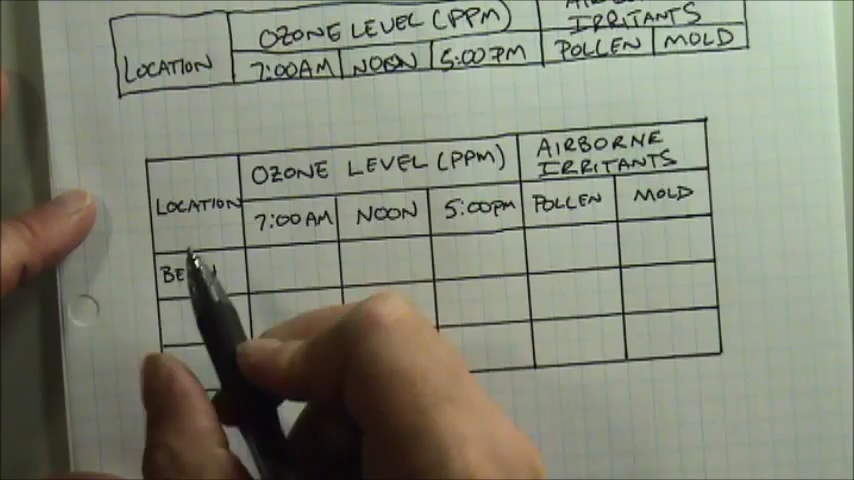 OZONE LEVEL (PPM)
IRRITANTS
LOCATION
7:00AM
NOON
5:00PM
POLLEN
MOLD
OZONE LEVEL (PPM)
AIRBORNE
IRRITANTS
LOCATION
7:00AM
NOON
5:00PM
POLLEN
MOLD